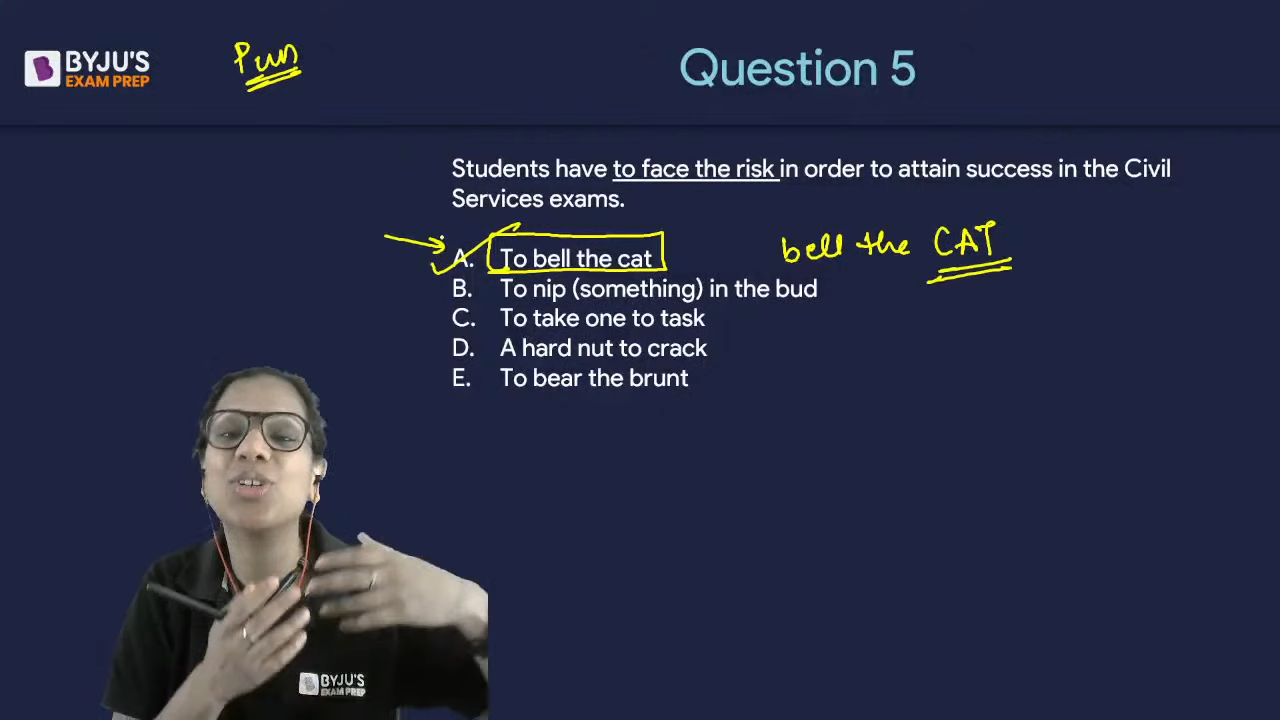 BYJU'S
EXAM PREP
Pun
Question 5
Students have to face the risk in order to attain success in the Civil
Services exams.
A. To bell the cat
bell the CAT
B. To nip (something) in the bud
C. To take one to task
D. A hard nut to crack
E. To bear the brunt
BYJU'S
EXAM PREP